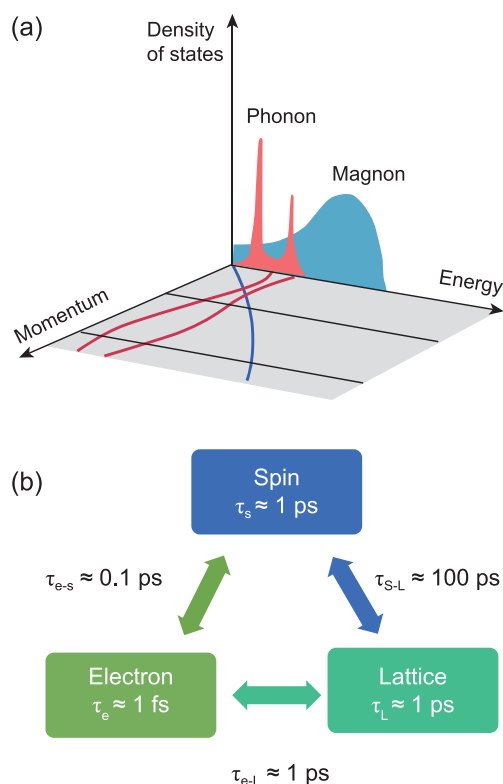 (a)
Density
of states
Phonon
Magnon
Energy
Momentum
(b)
Spin
τs ≈ 1 ps
τe-s ≈ 0.1 ps
τS-L ≈ 100 ps
Electron
τe ≈ 1 fs
Lattice
τL ≈ 1 ps
τe-L ≈ 1 ps